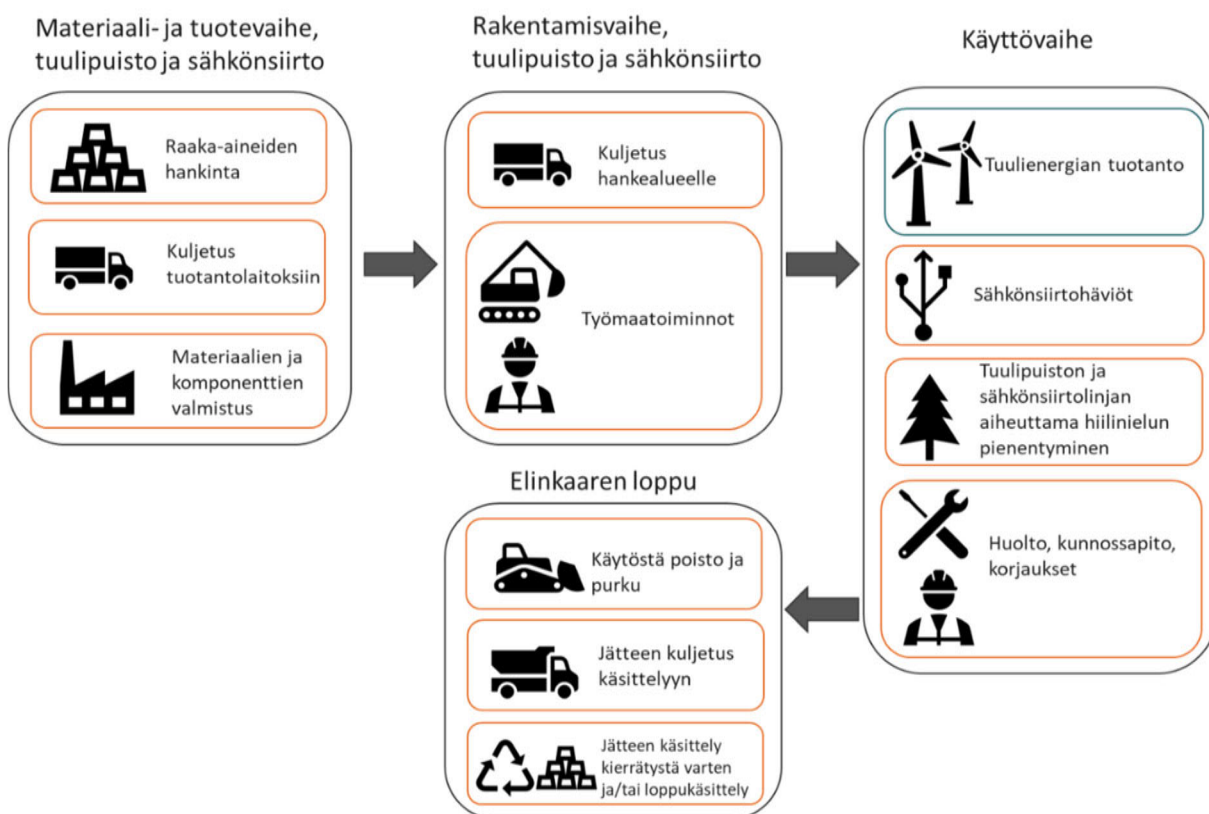 Materiaali- ja tuotevaihe,
tuulipuisto ja sähkönsiirto
Raaka-aineiden
hankinta
Kuljetus
tuotantolaitoksiin
Materiaalien ja
komponenttien
valmistus
Rakentamisvaihe,
tuulipuisto ja sähkönsiirto
Kuljetus
hankealueelle
Työmaatoiminnot
Käyttövaihe
Tuulienergian tuotanto
Sähkönsiirtohäviöt
Tuulipuiston ja
sähkönsiirtolinjan
aiheuttama hiilinielun
pienentyminen
Huolto, kunnossapito,
korjaukset
Elinkaaren loppu
Käytöstä poisto ja
purku
Jätteen kuljetus
käsittelyyn
Jätteen käsittely
kierrätystä varten
ja/tai loppukäsittely